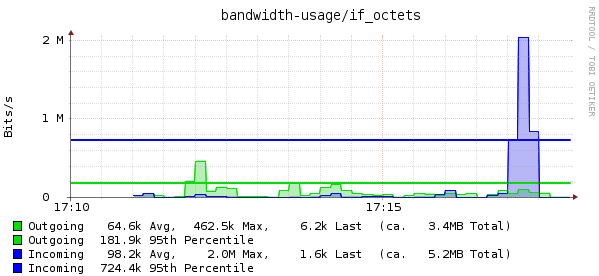 bandwidth-usage/if_octets
RRDTOOL / TOBI OETIKER
Bits/s
2 M
1 M
0
17:10 17:15
Outgoing 64.6k Avg, 462.5k Max, 6.2k Last (ca. 3.4MB Total)
Outgoing 181.9k 95th Percentile
Incoming 98.2k Avg, 2.0M Max, 1.6k Last (ca. 5.2MB Total)
Incoming 724.4k 95th Percentile